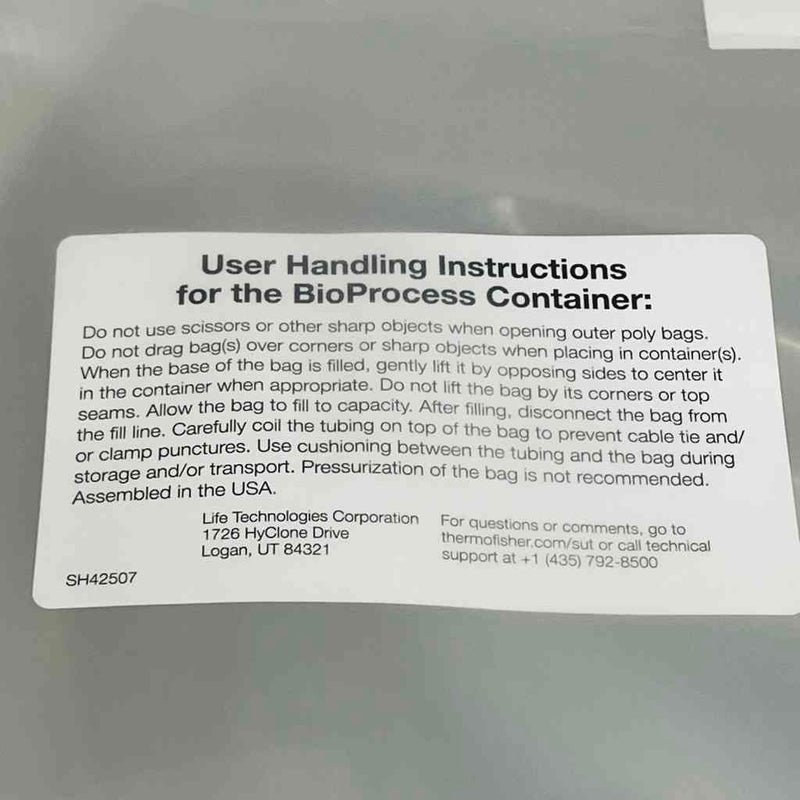 User Handling Instructions
for the BioProcess Container:
Do not use scissors or other sharp objects when opening outer poly bags.
Do not drag bag(s) over corners or sharp objects when placing in container(s).
When the base of the bag is filled, gently lift it by opposing sides to center it
in the container when appropriate. Do not lift the bag by its corners or top
seams. Allow the bag to fill to capacity. After filling, disconnect the bag from
the fill line. Carefully coil the tubing on top of the bag to prevent cable tie and/
or clamp punctures. Use cushioning between the tubing and the bag during
storage and/or transport. Pressurization of the bag is not recommended.
Assembled in the USA.
Life Technologies Corporation
1726 HyClone Drive
Logan, UT 84321
For questions or comments, go to
thermofisher.com/sut or call technical
support at +1 (435) 792-8500
SH42507